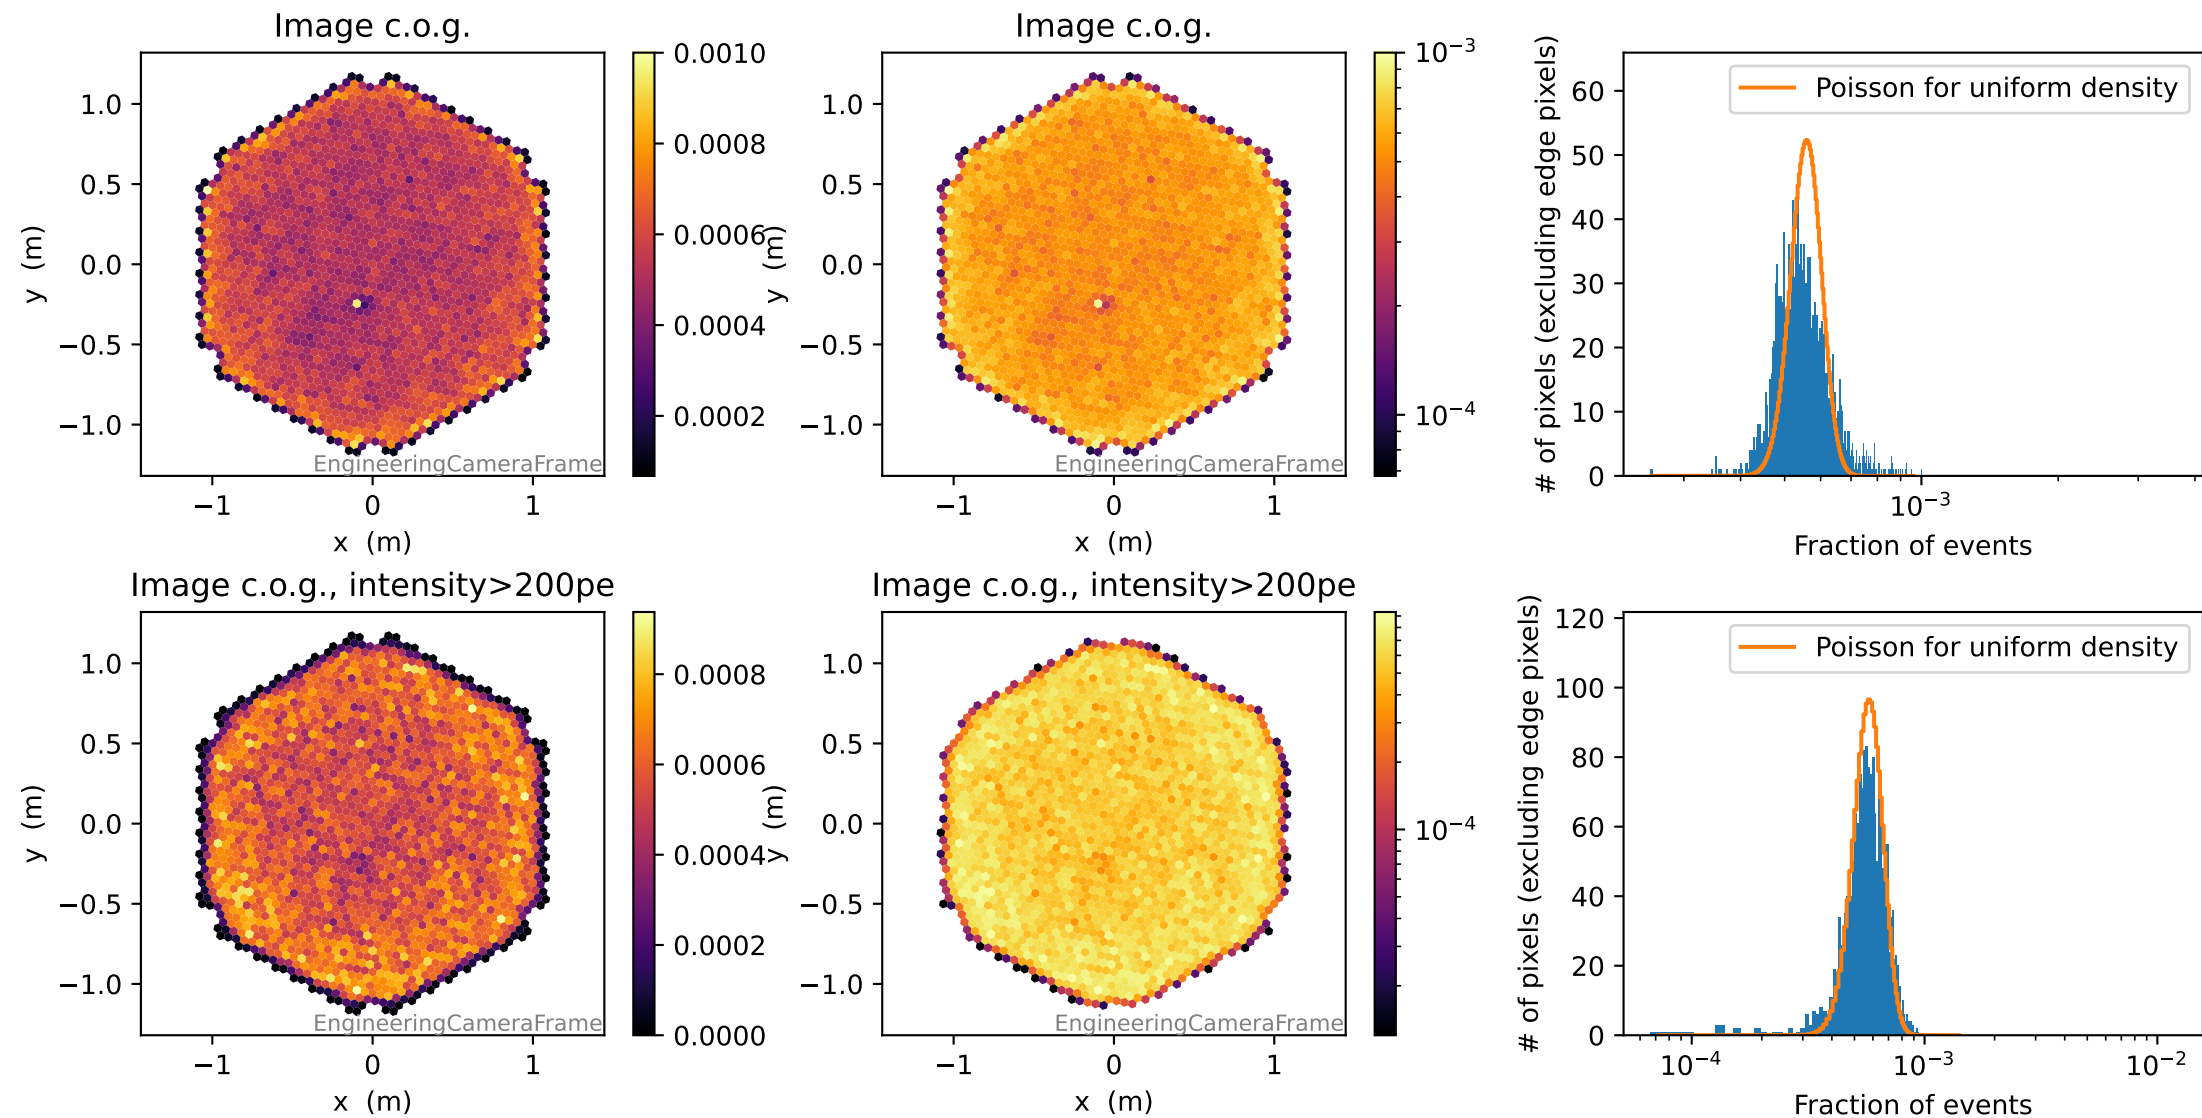 Image c.o.g.
y (m)
1.0
0.5
0.0
−0.5
−1.0
−1
0
1
x (m)
EngineeringCameraFrame
0.0010
0.0008
0.0006
0.0004
0.0002
Image c.o.g.
y (m)
1.0
0.5
0.0
−0.5
−1.0
−1
0
1
x (m)
EngineeringCameraFrame
10⁻³
10⁻⁴
# of pixels (excluding edge pixels)
60
50
40
30
20
10
0
Poisson for uniform density
10⁻³
Fraction of events
Image c.o.g., intensity>200pe
y (m)
1.0
0.5
0.0
−0.5
−1.0
−1
0
1
x (m)
EngineeringCameraFrame
0.0008
0.0006
0.0004
0.0002
0.0000
Image c.o.g., intensity>200pe
y (m)
1.0
0.5
0.0
−0.5
−1.0
−1
0
1
x (m)
EngineeringCameraFrame
10⁻⁴
# of pixels (excluding edge pixels)
120
100
80
60
40
20
0
Poisson for uniform density
10⁻⁴
10⁻³
10⁻²
Fraction of events